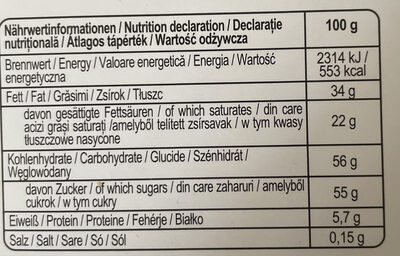 Nährwertinformationen / Nutrition declaration / Declarație
nutrițională / Átlagos tápérték / Wartość odżywcza
100 g
Brennwert / Energy / Valoare energetică / Energia / Wartość
energetyczna
2314 kJ /
553 kcal
Fett / Fat / Grăsimi / Zsírok / Tłuszcz
34 g
davon gesättigte Fettsäuren / of which saturates / din care
acizi grași saturați /amelyből telített zsírsavak / w tym kwasy
tłuszczowe nasycone
22 g
Kohlenhydrate / Carbohydrate / Glucide / Szénhidrát /
Węglowodany
56 g
davon Zucker / of which sugars / din care zaharuri / amelyből
cukrok / w tym cukry
55 g
Eiweiß / Protein / Proteine / Fehérje / Białko
5,7 g
Salz / Salt / Sare / Só / Sól
0,15 g